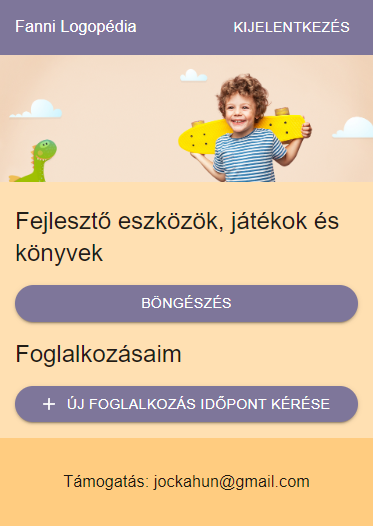 Fanni Logopédia
KIJELENTKEZÉS
Fejlesztő eszközök, játékok és
könyvek
BÖNGÉSZÉS
Foglalkozásaim
+ ÚJ FOGLALKOZÁS IDŐPONT KÉRÉSE
Támogatás: jockahun@gmail.com